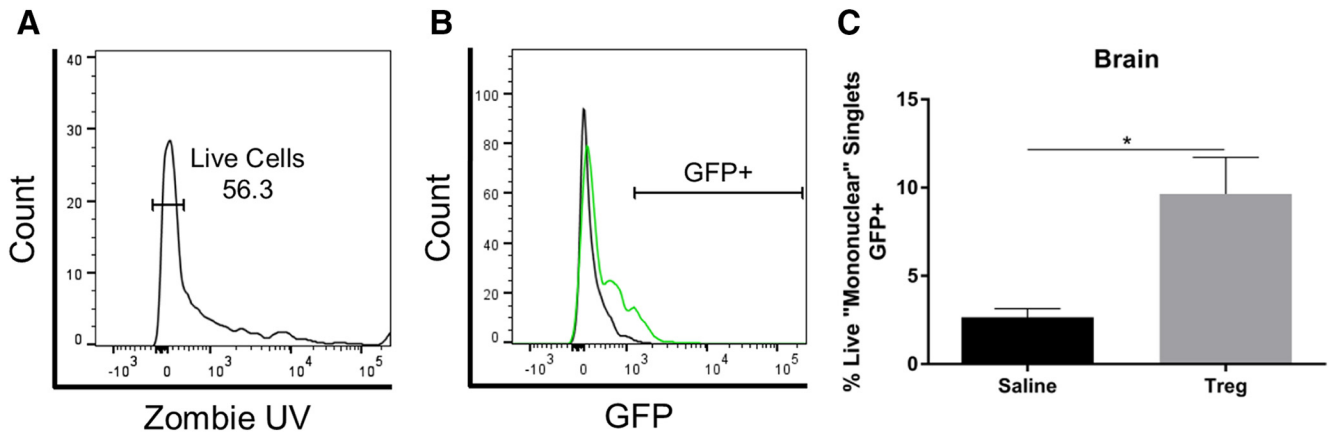 A
40
30
20
10
0
Live Cells
56.3
-10³ 0 10³ 10⁴ 10⁵
Count
Zombie UV
B
100
80
60
40
20
0
GFP+
-10³ 0 10³ 10⁴ 10⁵
Count
GFP
C
Brain
% Live "Mononuclear" Singlets
GFP+
15
10
5
0
*
Saline Treg